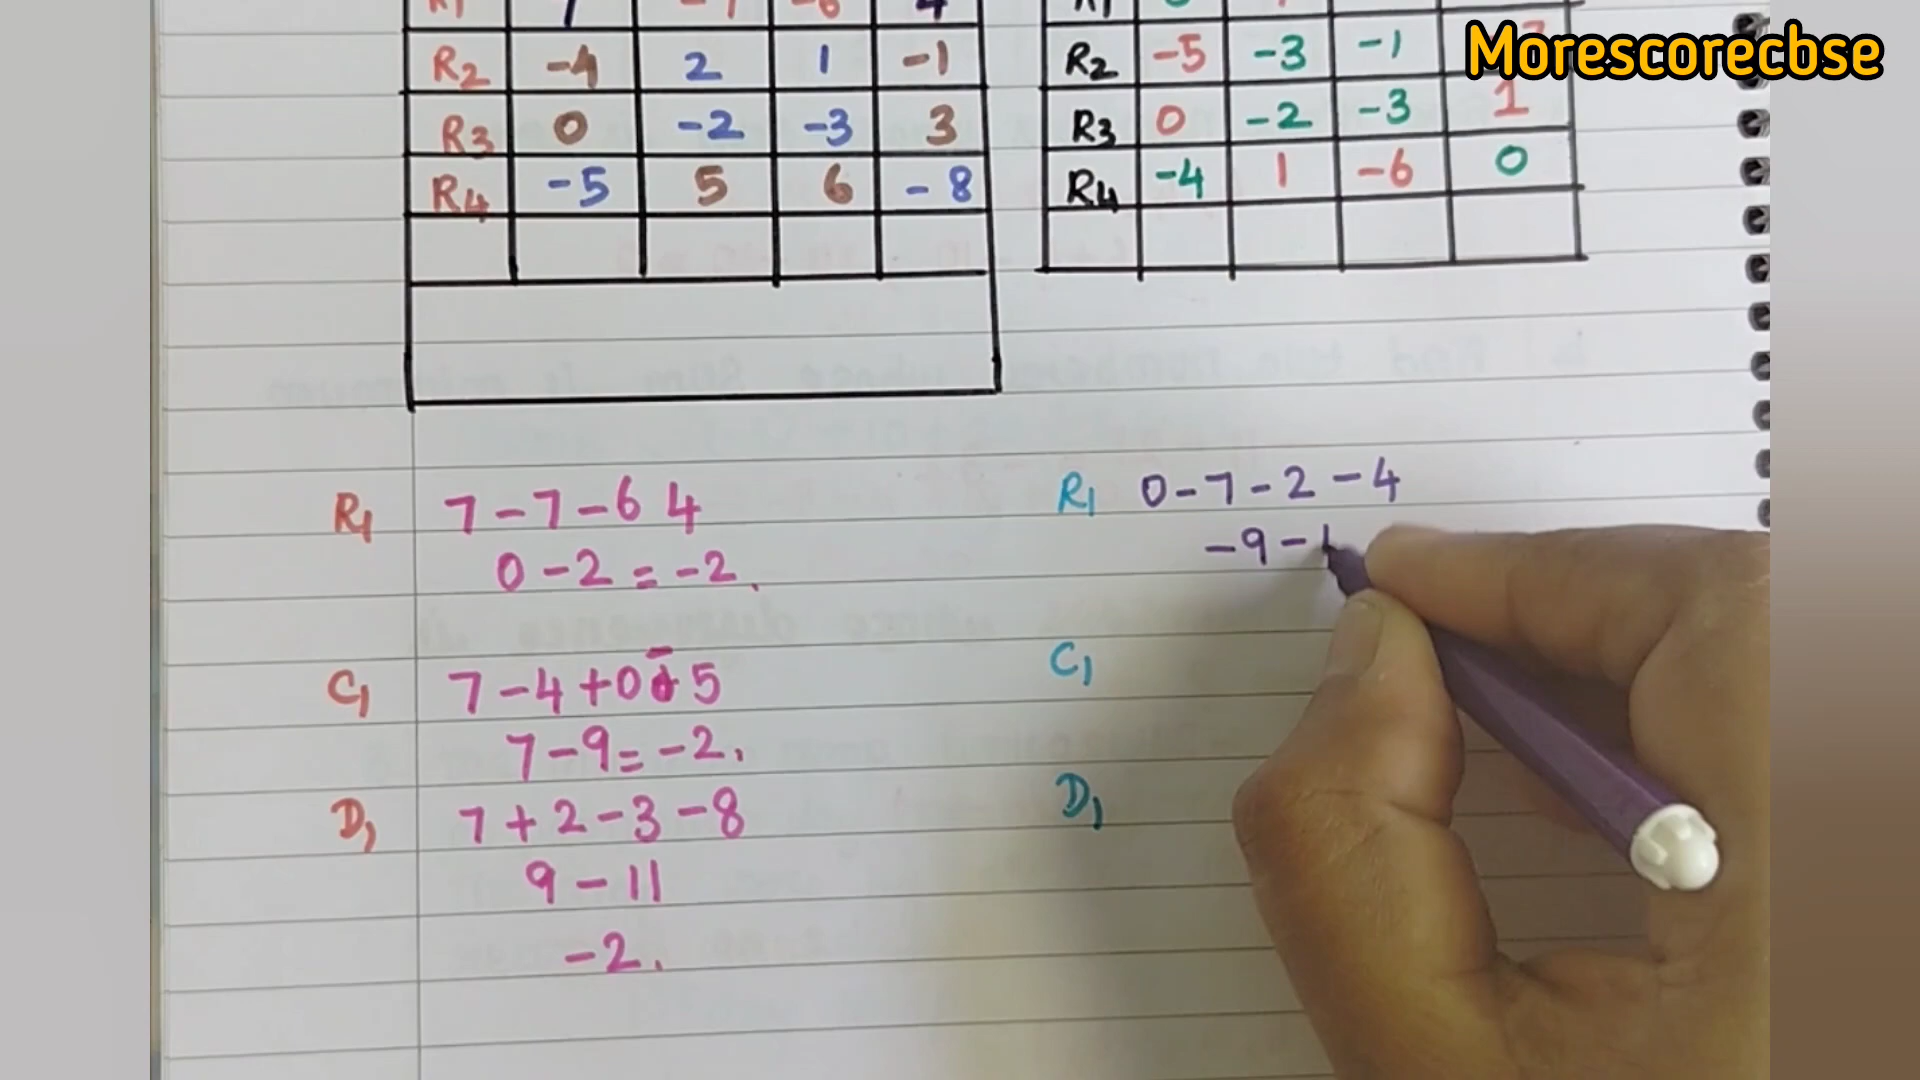 Morescorecbse
R2 -4 2 1 -1
R3 0 -2 -3 3
R4 -5 5 6 -8
R2 -5 -3 -1
R3 0 -2 -3 1
R4 -4 1 -6 0
R1 7-7-6 4
0-2=-2.
C1 7-4+0-5
7-9=-2.
D1 7+2-3-8
9-11
-2.
R1 0-7-2-4
-9-
C1
D1